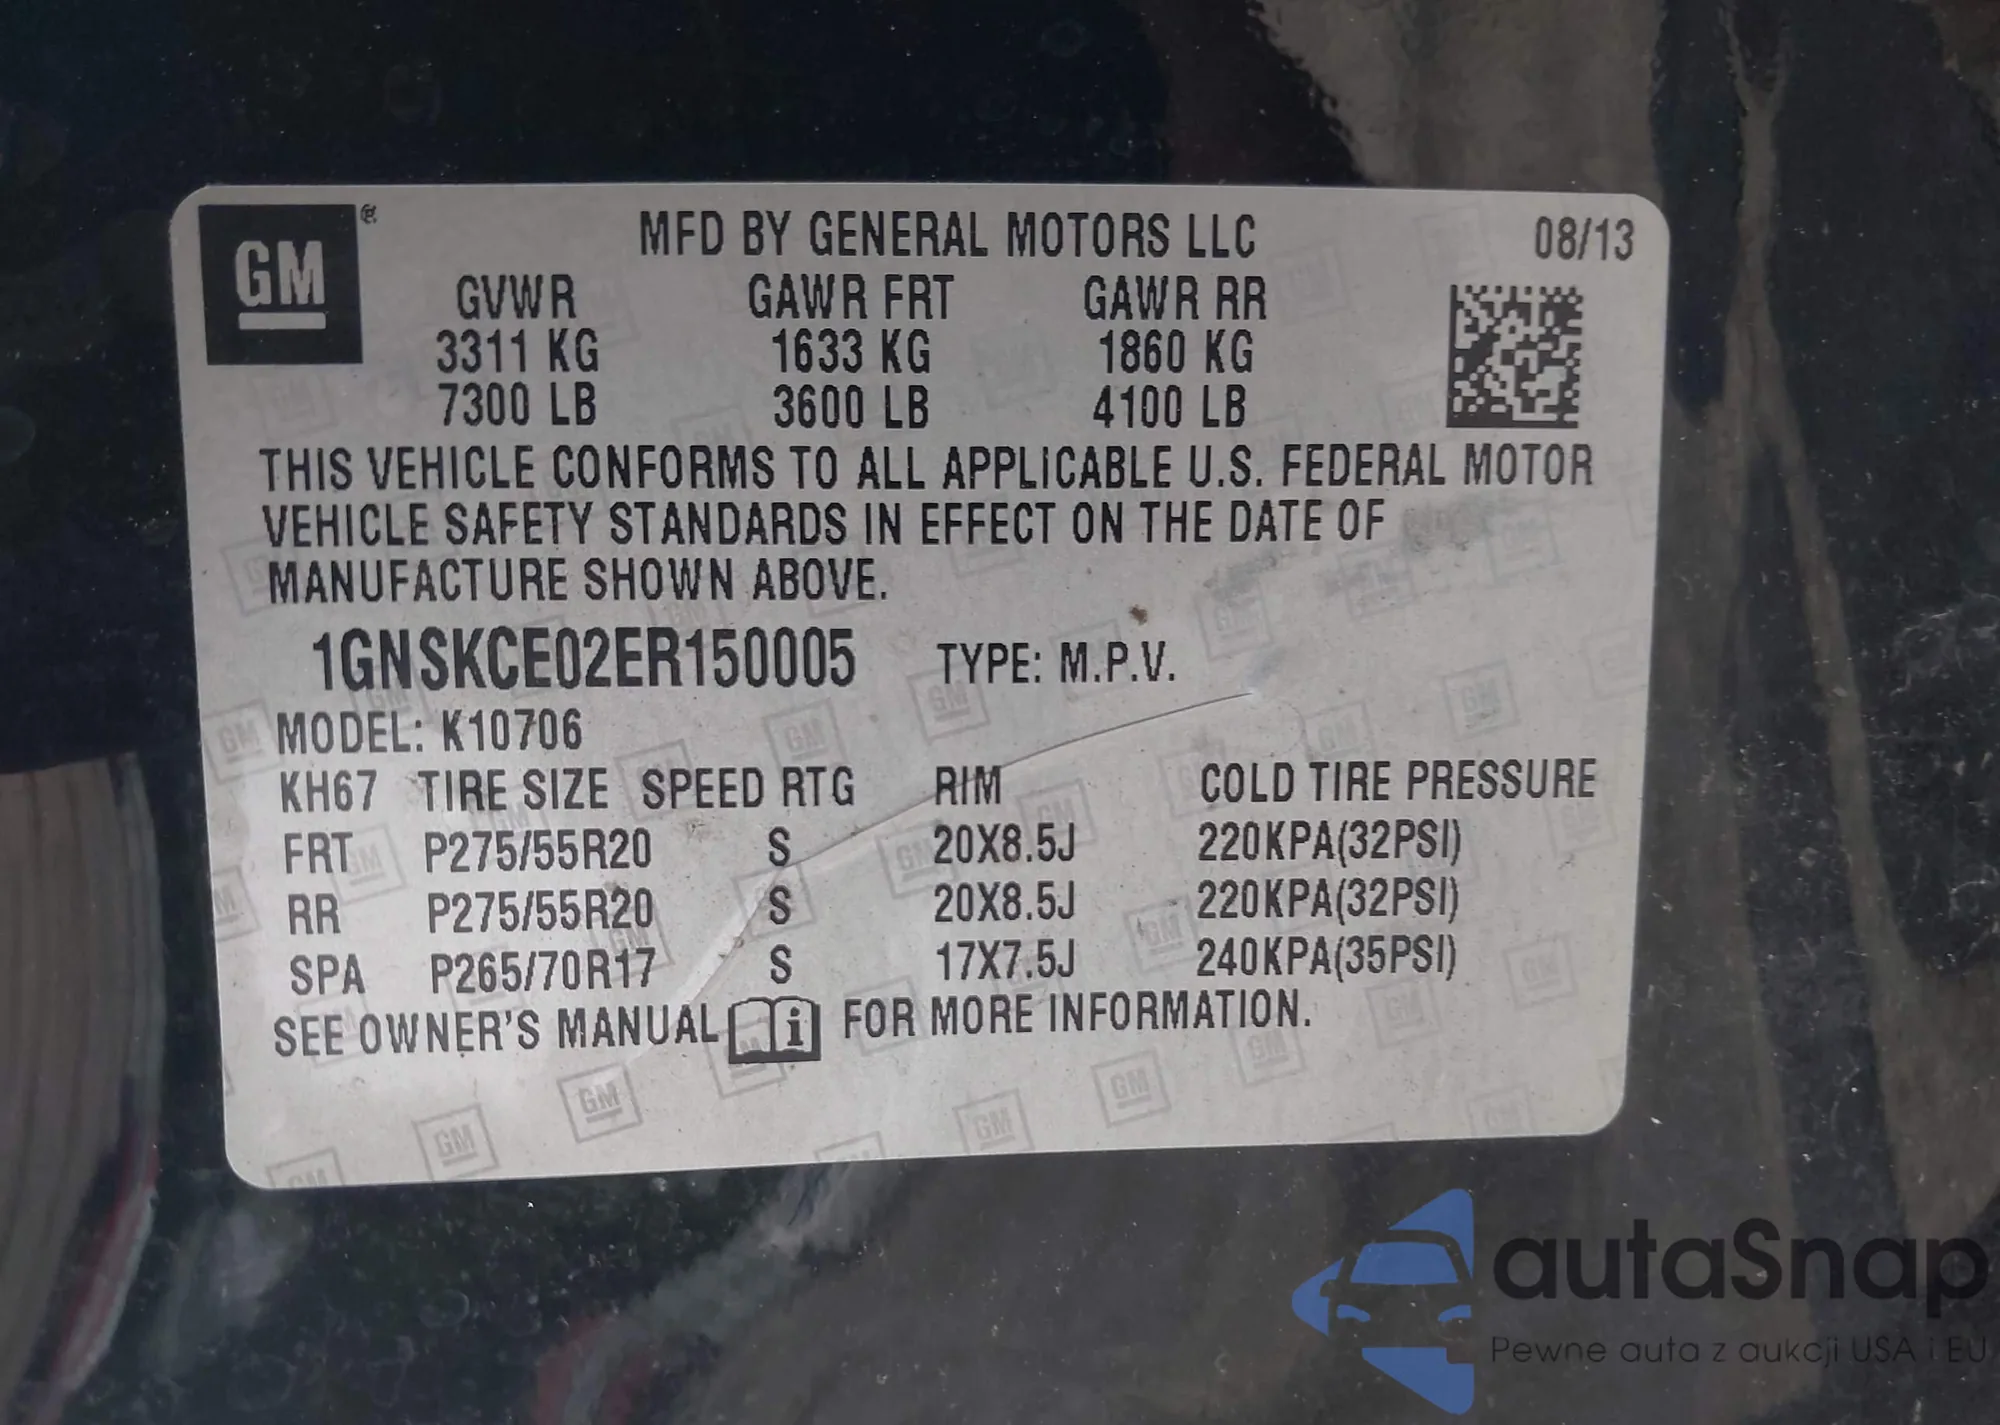 GM®
MFD BY GENERAL MOTORS LLC 08/13
GVWR GAWR FRT GAWR RR
3311 KG 1633 KG 1860 KG
7300 LB 3600 LB 4100 LB
THIS VEHICLE CONFORMS TO ALL APPLICABLE U.S. FEDERAL MOTOR
VEHICLE SAFETY STANDARDS IN EFFECT ON THE DATE OF
MANUFACTURE SHOWN ABOVE.
1GNSKCE02ER150005 TYPE: M.P.V.
MODEL: K10706
KH67 TIRE SIZE SPEED RTG RIM COLD TIRE PRESSURE
FRT P275/55R20 S 20X8.5J 220KPA(32PSI)
RR P275/55R20 S 20X8.5J 220KPA(32PSI)
SPA P265/70R17 S 17X7.5J 240KPA(35PSI)
SEE OWNER'S MANUAL i FOR MORE INFORMATION.
autaSnap
Pewne auta z aukcji USA i EU